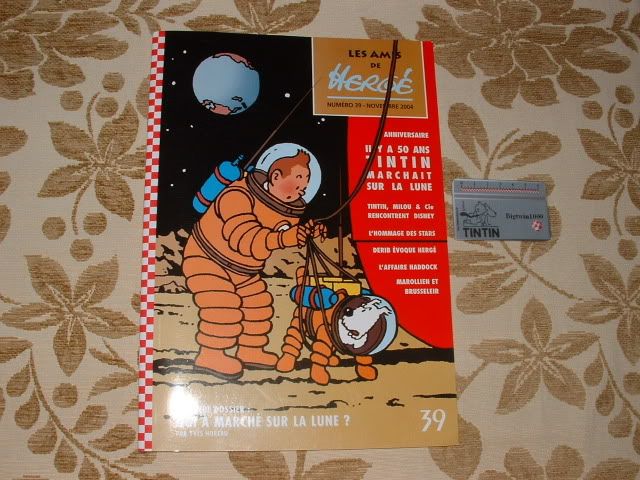 LES AMIS
DE
HERGÉ
NUMÉRO 39 - NOVEMBRE 2004
ANNIVERSAIRE
IL Y A 50 ANS
TINTIN
MARCHAIT
SUR LA LUNE
TINTIN, MILOU & Cie
RENCONTRENT DISNEY
L'HOMMAGE DES STARS
DERIB ÉVOQUE HERGÉ
L'AFFAIRE HADDOCK
MAROLLIEN ET
BRUSSELEIR
DOSSIER :
A MARCHÉ SUR LA LUNE ?
PAR YVES HOREAU
39
Bigtwin1000
TINTIN